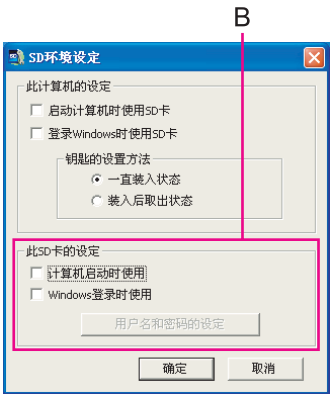 B
SD环境设定
此计算机的设定
启动计算机时使用SD卡
登录Windows时使用SD卡
钥匙的设置方法
一直装入状态
装入后取出状态
此SD卡的设定
计算机启动时使用
Windows登录时使用
用户名和密码的设定
确定 取消